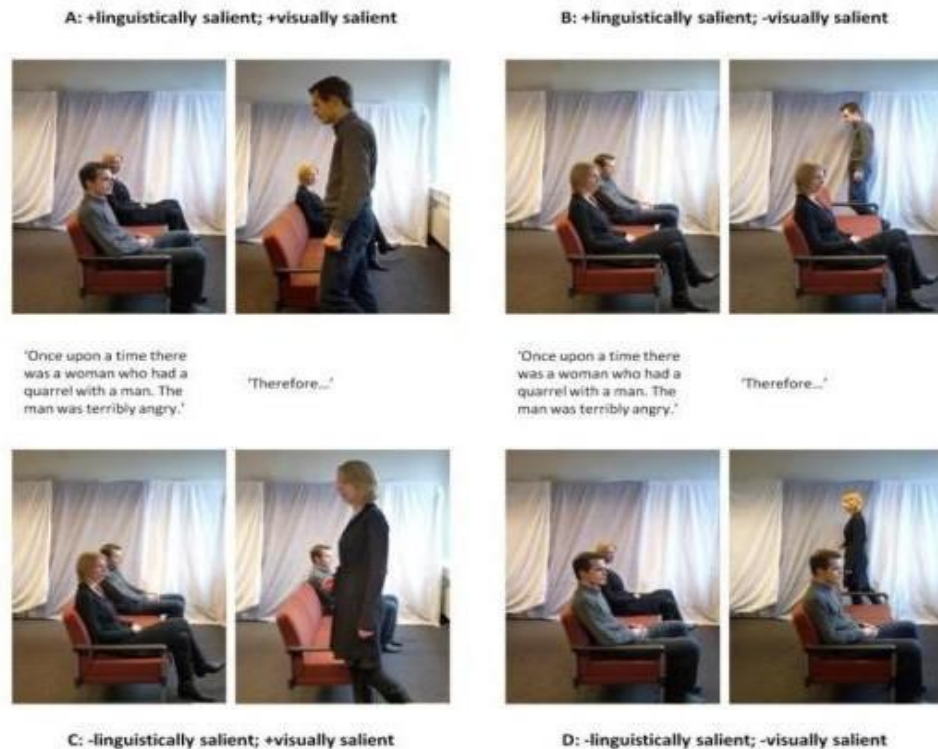 A: +linguistically salient; +visually salient
B: +linguistically salient; -visually salient
'Once upon a time there
was a woman who had a
quarrel with a man. The
man was terribly angry.'
'Therefore...'
'Once upon a time there
was a woman who had a
quarrel with a man. The
man was terribly angry.'
'Therefore...'
C: -linguistically salient; +visually salient
D: -linguistically salient; -visually salient